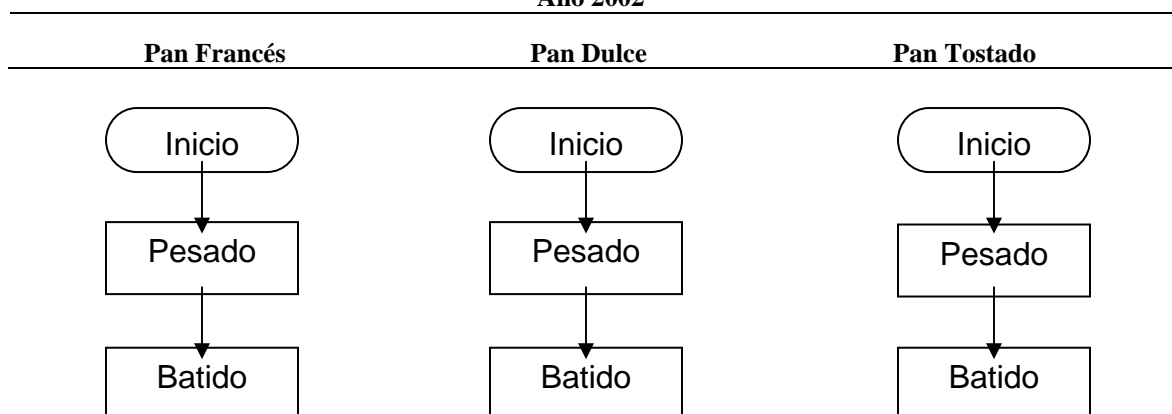 Año 2002
Pan Francés Pan Dulce Pan Tostado
Inicio Inicio Inicio
Pesado Pesado Pesado
Batido Batido Batido